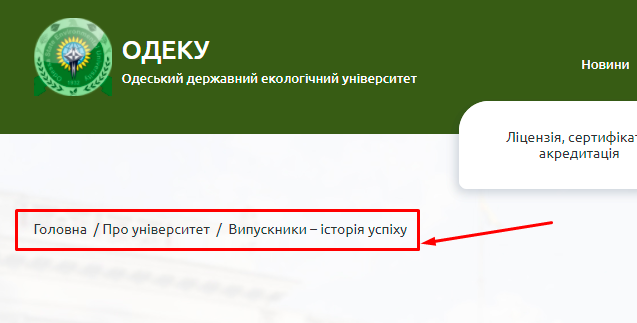 ОДЕКУ
Одеський державний екологічний університет
Новини
Ліцензія, сертифікат
акредитація
Головна / Про університет / Випускники – історія успіху